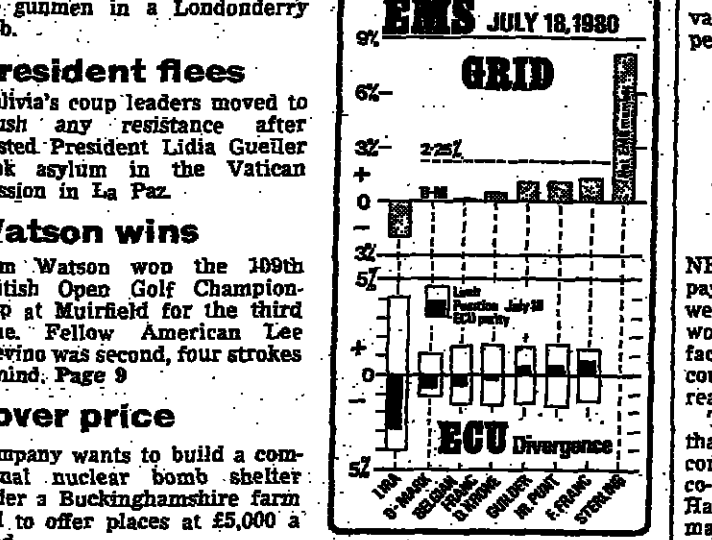 gunmen in a Londonderry
b.
resident flees
livia's coup leaders moved to
ush any resistance after
sted President Lidia Gueiler
ok asylum in the Vatican
ssion in La Paz.
atson wins
m Watson won the 109th
itish Open Golf Champion-
p at Muirfield for the third
ne. Fellow American Lee
evino was second, four strokes
hind. Page 9
over price
mpany wants to build a com-
nal nuclear bomb shelter
der a Buckinghamshire farm
l to offer places at £5,000 a
EMS JULY 18, 1980
GRID
9%
6%
3%
2·25%
+
0
–
3%
5%
Limit
Position July 18
ECU parity
+
0
–
ECU Divergence
5%
LIRA
D-MARK
BELGIAN FRANC
D.KRONE
GUILDER
IR. PUNT
F. FRANC
STERLING
va
pe
NE
pay
we
wo
fac
cou
rea
tha
con
co-
Ha
ma